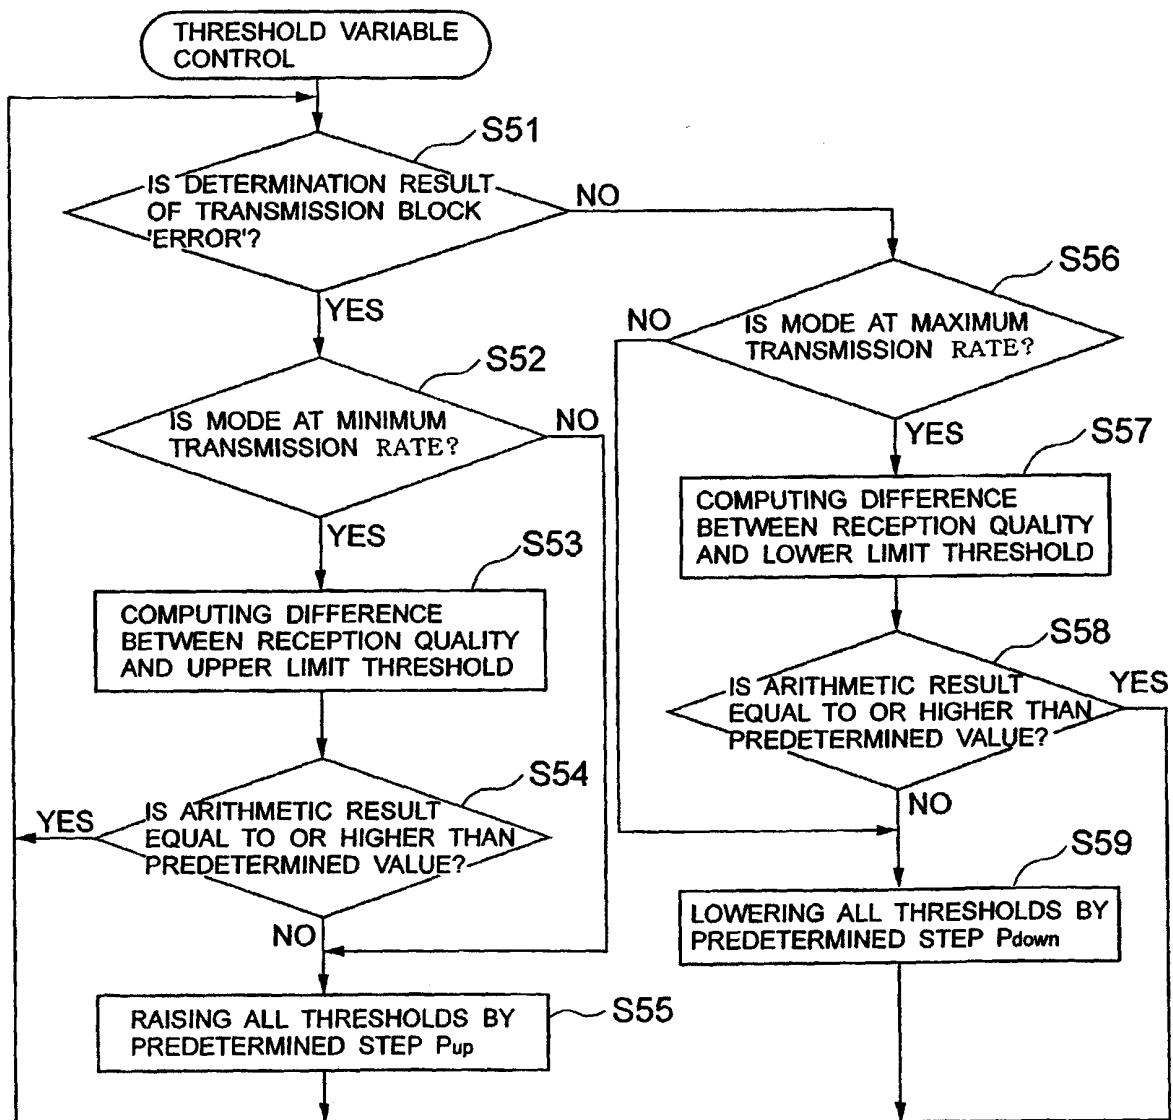 THRESHOLD VARIABLE
CONTROL
S51
IS DETERMINATION RESULT
OF TRANSMISSION BLOCK
'ERROR'?
NO
YES
S52
IS MODE AT MINIMUM
TRANSMISSION RATE?
NO
YES
S53
COMPUTING DIFFERENCE
BETWEEN RECEPTION QUALITY
AND UPPER LIMIT THRESHOLD
S54
IS ARITHMETIC RESULT
EQUAL TO OR HIGHER THAN
PREDETERMINED VALUE?
YES
NO
S55
RAISING ALL THRESHOLDS BY
PREDETERMINED STEP Pup
S56
IS MODE AT MAXIMUM
TRANSMISSION RATE?
NO
YES
S57
COMPUTING DIFFERENCE
BETWEEN RECEPTION QUALITY
AND LOWER LIMIT THRESHOLD
S58
IS ARITHMETIC RESULT
EQUAL TO OR HIGHER THAN
PREDETERMINED VALUE?
YES
NO
S59
LOWERING ALL THRESHOLDS BY
PREDETERMINED STEP Pdown